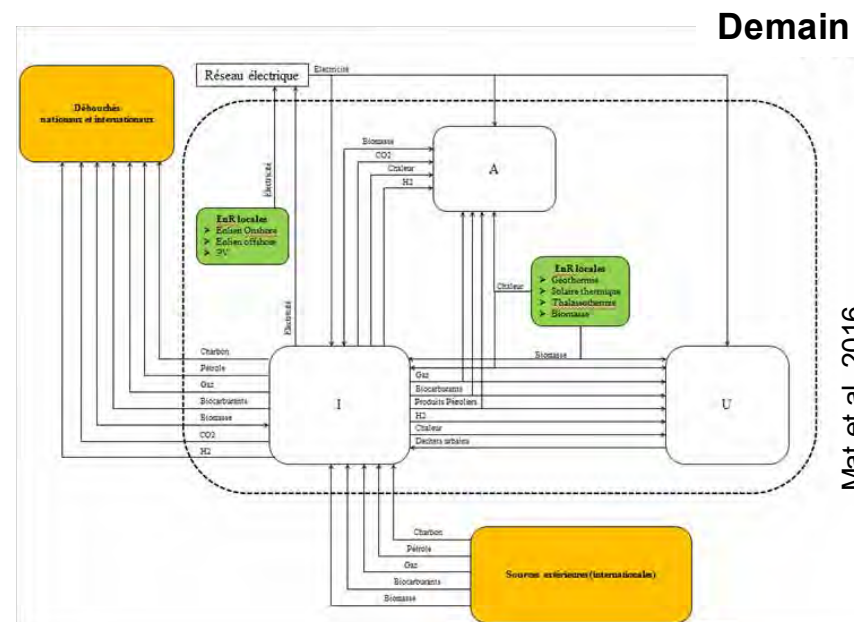 Demain
Réseau électrique
Electricité
Débouchés
nationaux et internationaux
Biomasse
CO2
Chaleur
H2
A
Electricité
EnR locales
Eolien Onshore
Eolien offshore
PV
EnR locales
Géothermie
Solaire thermique
Thalassothermie
Biomasse
Chaleur
Electricité
Biomasse
Charbon
Pétrole
Gaz
Biocarburants
Biomasse
CO2
H2
I
Gaz
Biocarburants
Produits Pétroliers
H2
Chaleur
Déchets urbains
U
Charbon
Pétrole
Gaz
Biocarburants
Biomasse
Sources extérieures (internationales)
Mat et al. 2016